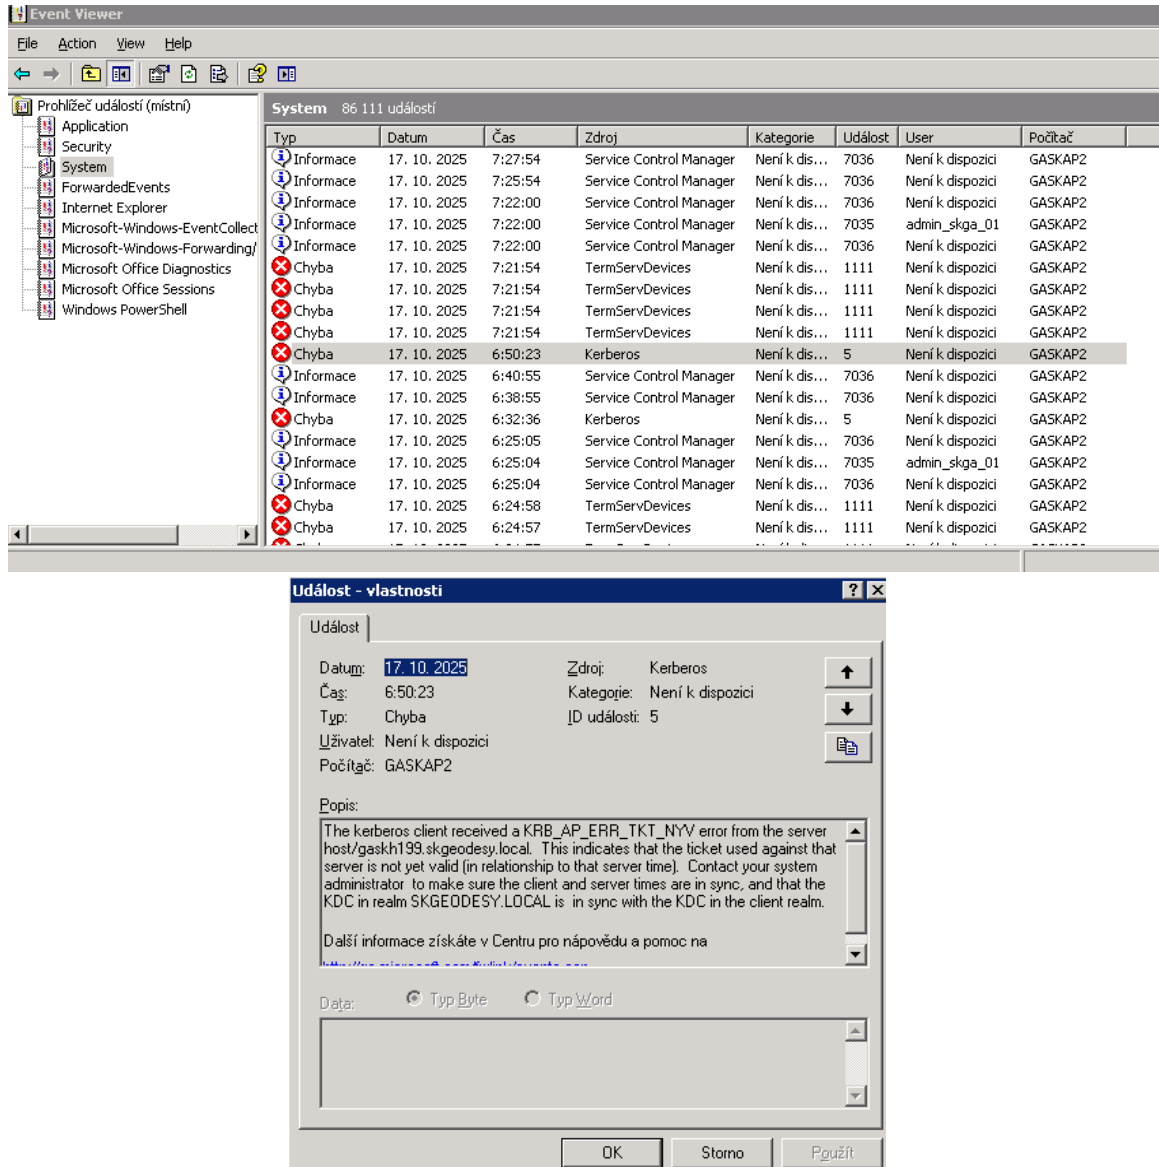 Event Viewer
File Action View Help
Prohlížeč událostí (místní)
Application
Security
System
ForwardedEvents
Internet Explorer
Microsoft-Windows-EventCollect
Microsoft-Windows-Forwarding/
Microsoft Office Diagnostics
Microsoft Office Sessions
Windows PowerShell
System 86 111 událostí
Typ Datum Čas Zdroj Kategorie Událost User Počítač
Informace 17. 10. 2025 7:27:54 Service Control Manager Není k dis... 7036 Není k dispozici GASKAP2
Informace 17. 10. 2025 7:25:54 Service Control Manager Není k dis... 7036 Není k dispozici GASKAP2
Informace 17. 10. 2025 7:22:00 Service Control Manager Není k dis... 7036 Není k dispozici GASKAP2
Informace 17. 10. 2025 7:22:00 Service Control Manager Není k dis... 7035 admin_skga_01 GASKAP2
Informace 17. 10. 2025 7:22:00 Service Control Manager Není k dis... 7036 Není k dispozici GASKAP2
Chyba 17. 10. 2025 7:21:54 TermServDevices Není k dis... 1111 Není k dispozici GASKAP2
Chyba 17. 10. 2025 7:21:54 TermServDevices Není k dis... 1111 Není k dispozici GASKAP2
Chyba 17. 10. 2025 7:21:54 TermServDevices Není k dis... 1111 Není k dispozici GASKAP2
Chyba 17. 10. 2025 7:21:54 TermServDevices Není k dis... 1111 Není k dispozici GASKAP2
Chyba 17. 10. 2025 6:50:23 Kerberos Není k dis... 5 Není k dispozici GASKAP2
Informace 17. 10. 2025 6:40:55 Service Control Manager Není k dis... 7036 Není k dispozici GASKAP2
Informace 17. 10. 2025 6:38:55 Service Control Manager Není k dis... 7036 Není k dispozici GASKAP2
Chyba 17. 10. 2025 6:32:36 Kerberos Není k dis... 5 Není k dispozici GASKAP2
Informace 17. 10. 2025 6:25:05 Service Control Manager Není k dis... 7036 Není k dispozici GASKAP2
Informace 17. 10. 2025 6:25:04 Service Control Manager Není k dis... 7035 admin_skga_01 GASKAP2
Informace 17. 10. 2025 6:25:04 Service Control Manager Není k dis... 7036 Není k dispozici GASKAP2
Chyba 17. 10. 2025 6:24:58 TermServDevices Není k dis... 1111 Není k dispozici GASKAP2
Chyba 17. 10. 2025 6:24:57 TermServDevices Není k dis... 1111 Není k dispozici GASKAP2
Událost - vlastnosti
Událost
Datum: 17. 10. 2025 Zdroj: Kerberos
Čas: 6:50:23 Kategorie: Není k dispozici
Typ: Chyba ID události: 5
Uživatel: Není k dispozici
Počítač: GASKAP2
Popis:
The kerberos client received a KRB_AP_ERR_TKT_NYV error from the server
host/gaskh199.skgeodesy.local. This indicates that the ticket used against that
server is not yet valid (in relationship to that server time). Contact your system
administrator to make sure the client and server times are in sync, and that the
KDC in realm SKGEODESY.LOCAL is in sync with the KDC in the client realm.
Další informace získáte v Centru pro nápovědu a pomoc na
Data: Typ Byte Typ Word
OK Storno Použít